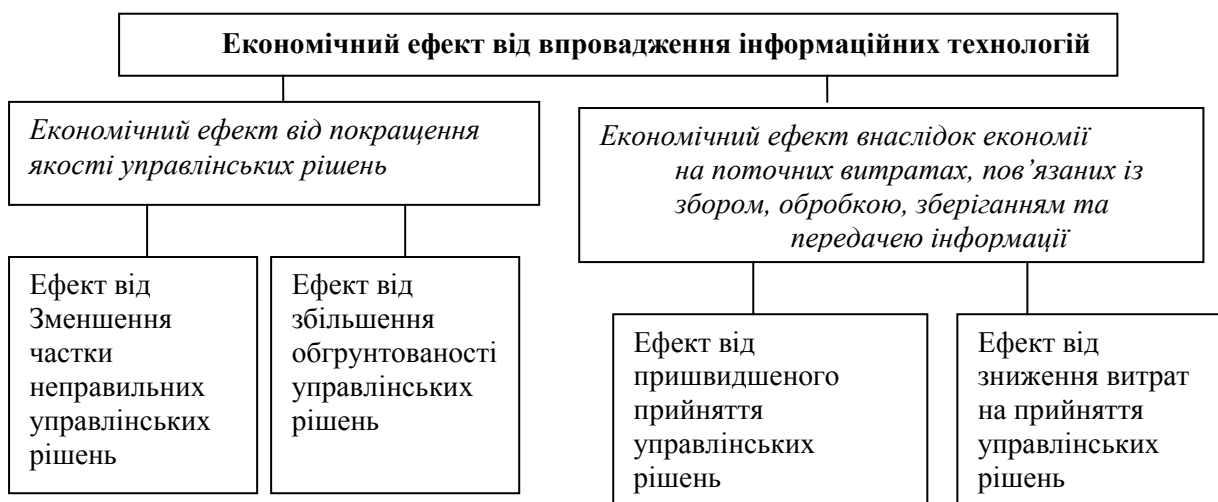 Економічний ефект від впровадження інформаційних технологій
Економічний ефект від покращення
якості управлінських рішень
Економічний ефект внаслідок економії
на поточних витратах, пов’язаних із
збором, обробкою, зберіганням та
передачею інформації
Ефект від
Зменшення
частки
неправильних
управлінських
рішень
Ефект від
збільшення
обгрунтованості
управлінських
рішень
Ефект від
пришвидшеного
прийняття
управлінських
рішень
Ефект від
зниження витрат
на прийняття
управлінських
рішень